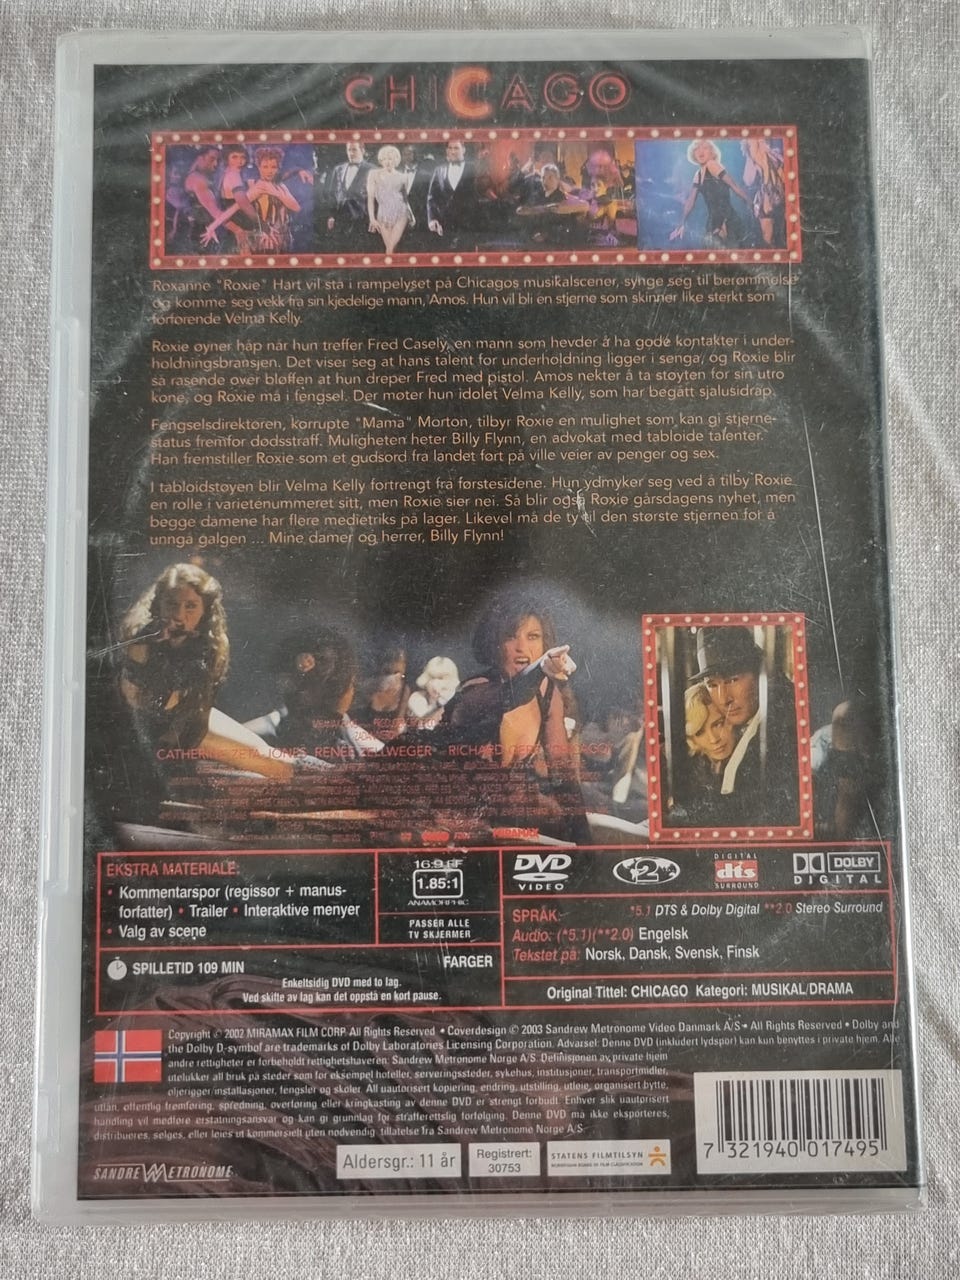 CHICAGO
Roxanne "Roxie" Hart vil stå i rampelyset på Chicagos musikalscener, synge seg til berømmelse
og komme seg vekk fra sin kjedelige mann, Amos. Hun vil bli en stjerne som skinner like sterkt som
forførende Velma Kelly.
Roxie øyner håp når hun treffer Fred Casely, en mann som hevder å ha gode kontakter i under-
holdningsbransjen. Det viser seg at hans talent for underholdning ligger i senga, og Roxie blir
så rasende over bløffen at hun dreper Fred med pistol. Amos nekter å ta støyten for sin utro
kone, og Roxie må i fengsel. Der møter hun idolet Velma Kelly, som har begått sjalusidrap.
Fengselsdirektøren, korrupte "Mama" Morton, tilbyr Roxie en mulighet som kan gi stjerne-
status fremfor dødsstraff. Muligheten heter Billy Flynn, en advokat med tabloide talenter.
Han fremstiller Roxie som et gudsord fra landet ført på ville veier av penger og sex.
I tabloidstøyen blir Velma Kelly fortrengt fra førstesidene. Hun ydmyker seg ved å tilby Roxie
en rolle i varieténummeret sitt, men Roxie sier nei. Så blir også Roxie gårsdagens nyhet, men
begge damene har flere medietriks på lager. Likevel må de ty til den største stjernen for å
unngå galgen ... Mine damer og herrer, Billy Flynn!
CATHERINE ZETA-JONES RENÉE ZELLWEGER RICHARD GERE "CHICAGO"
MIRAMAX
EKSTRA MATERIALE:
• Kommentarspor (regissør + manus-
forfatter) • Trailer • Interaktive menyer
• Valg av scene
16:9 FF
1.85:1
ANAMORPHIC
PASSER ALLE
TV SKJERMER
SPILLETID 109 MIN
FARGER
Enkeltsidig DVD med to lag.
Ved skifte av lag kan det oppstå en kort pause.
DVD
VIDEO
2
DIGITAL
dts
SURROUND
DOLBY
DIGITAL
SPRÅK: *5.1 DTS & Dolby Digital **2.0 Stereo Surround
Audio: (*5.1)(**2.0) Engelsk
Tekstet på: Norsk, Dansk, Svensk, Finsk
Original Tittel: CHICAGO Kategori: MUSIKAL/DRAMA
Copyright © 2002 MIRAMAX FILM CORP. All Rights Reserved • Coverdesign © 2003 Sandrew Metronome Video Danmark A/S • All Rights Reserved • Dolby and
the Dolby D-symbol are trademarks of Dolby Laboratories Licensing Corporation. Advarsel: Denne DVD (inkludert lydspor) kan kun benyttes i private hjem. Alle
andre rettigheter er forbeholdt rettighetshaveren: Sandrew Metronome Norge A/S. Definisjonen av private hjem
utelukker all bruk på steder som for eksempel hoteller, serveringssteder, sykehus, institusjoner, transportmidler,
oljerigger/installasjoner, fengsler og skoler. All uautorisert kopiering, endring, utstilling, utleie, organisert bytte,
utlån, offentlig fremføring, spredning, overføring eller kringkasting av denne DVD er strengt forbudt. Enhver slik uautorisert
handling vil medføre erstatningsansvar og kan gi grunnlag for strafferettslig forfølging. Denne DVD må ikke eksporteres,
distribueres, selges, eller leies ut kommersielt uten nødvendig tillatelse fra Sandrew Metronome Norge A/S.
SANDREW METRONOME
Aldersgr.: 11 år
Registrert:
30753
STATENS FILMTILSYN
NORWEGIAN BOARD OF FILM CLASSIFICATION
7 321940 017495